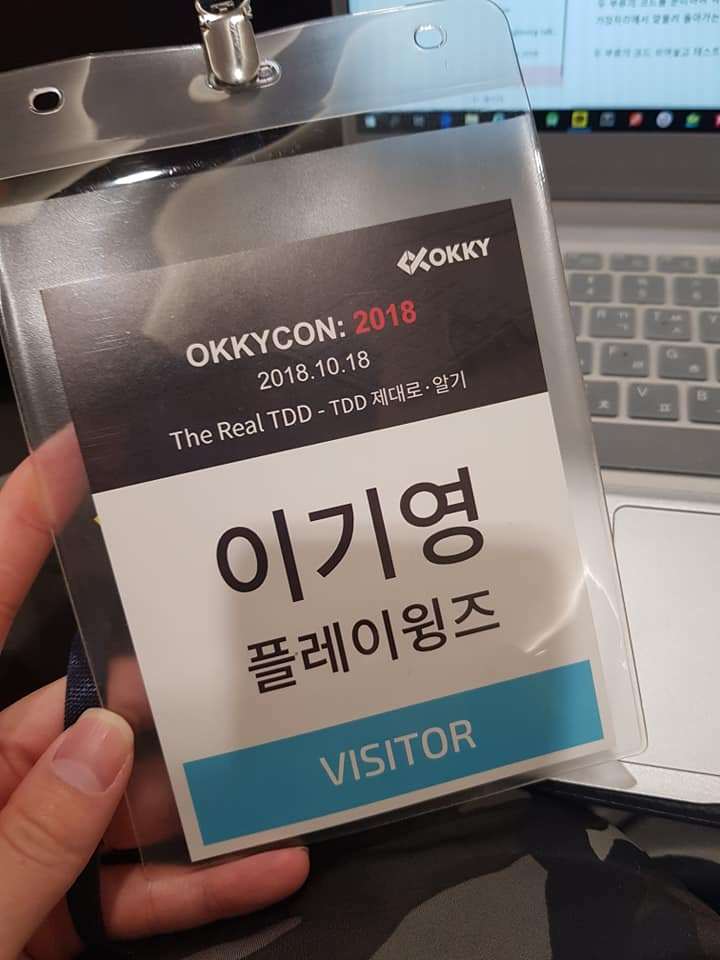 OKKY
OKKYCON: 2018
2018.10.18
The Real TDD - TDD 제대로·알기
이기영
플레이윙즈
VISITOR